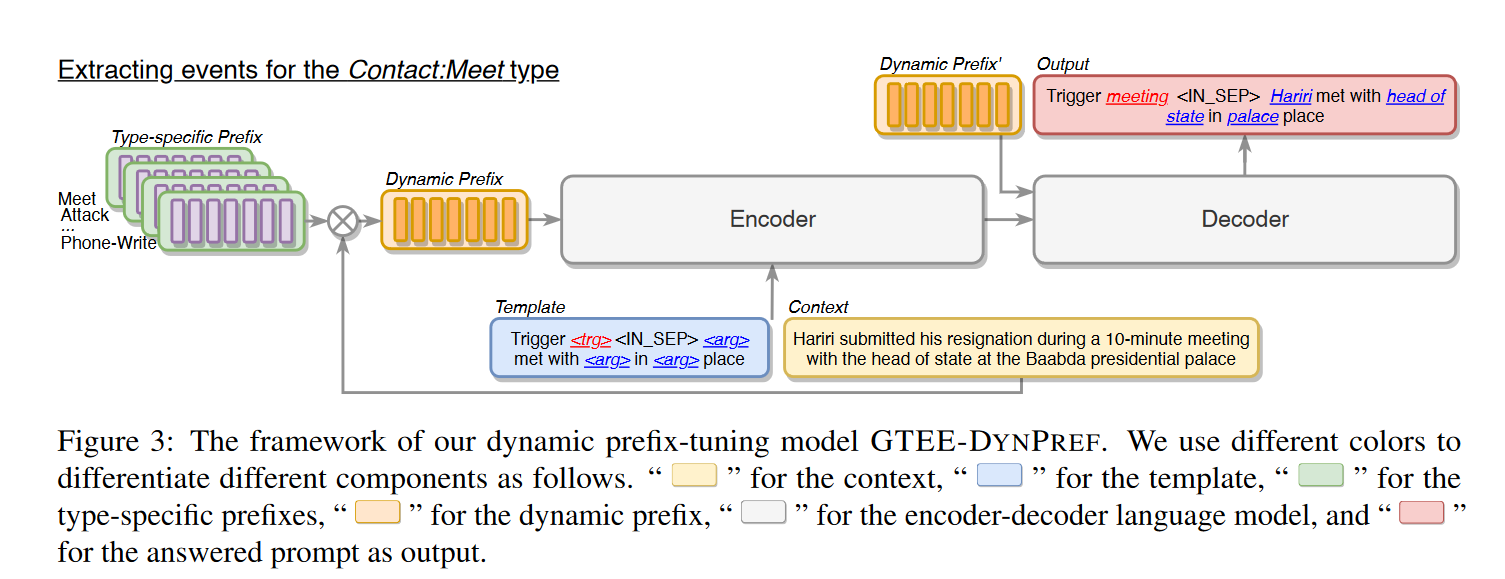 Extracting events for the Contact:Meet type
Dynamic Prefix'
Output
Trigger meeting <IN_SEP> Hariri met with head of
state in palace place
Type-specific Prefix
Meet
Attack
...
Phone-Write
Dynamic Prefix
Encoder
Decoder
Template
Trigger <trg> <IN_SEP> <arg>
met with <arg> in <arg> place
Context
Hariri submitted his resignation during a 10-minute meeting
with the head of state at the Baabda presidential palace
Figure 3: The framework of our dynamic prefix-tuning model GTEE-DYNPREF. We use different colors to
differentiate different components as follows. “ ” for the context, “ ” for the template, “ ” for the
type-specific prefixes, “ ” for the dynamic prefix, “ ” for the encoder-decoder language model, and “ ”
for the answered prompt as output.